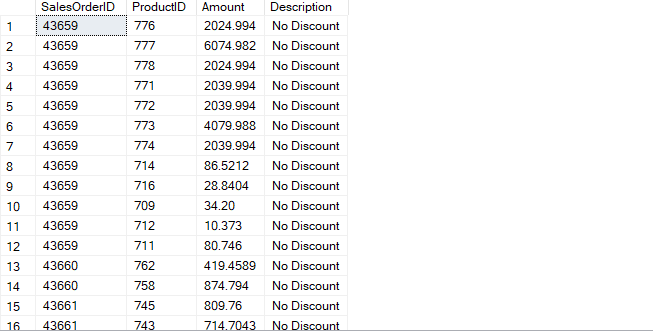 SalesOrderID ProductID Amount Description
1 43659 776 2024.994 No Discount
2 43659 777 6074.982 No Discount
3 43659 778 2024.994 No Discount
4 43659 771 2039.994 No Discount
5 43659 772 2039.994 No Discount
6 43659 773 4079.988 No Discount
7 43659 774 2039.994 No Discount
8 43659 714 86.5212 No Discount
9 43659 716 28.8404 No Discount
10 43659 709 34.20 No Discount
11 43659 712 10.373 No Discount
12 43659 711 80.746 No Discount
13 43660 762 419.4589 No Discount
14 43660 758 874.794 No Discount
15 43661 745 809.76 No Discount
16 43661 743 714.7043 No Discount